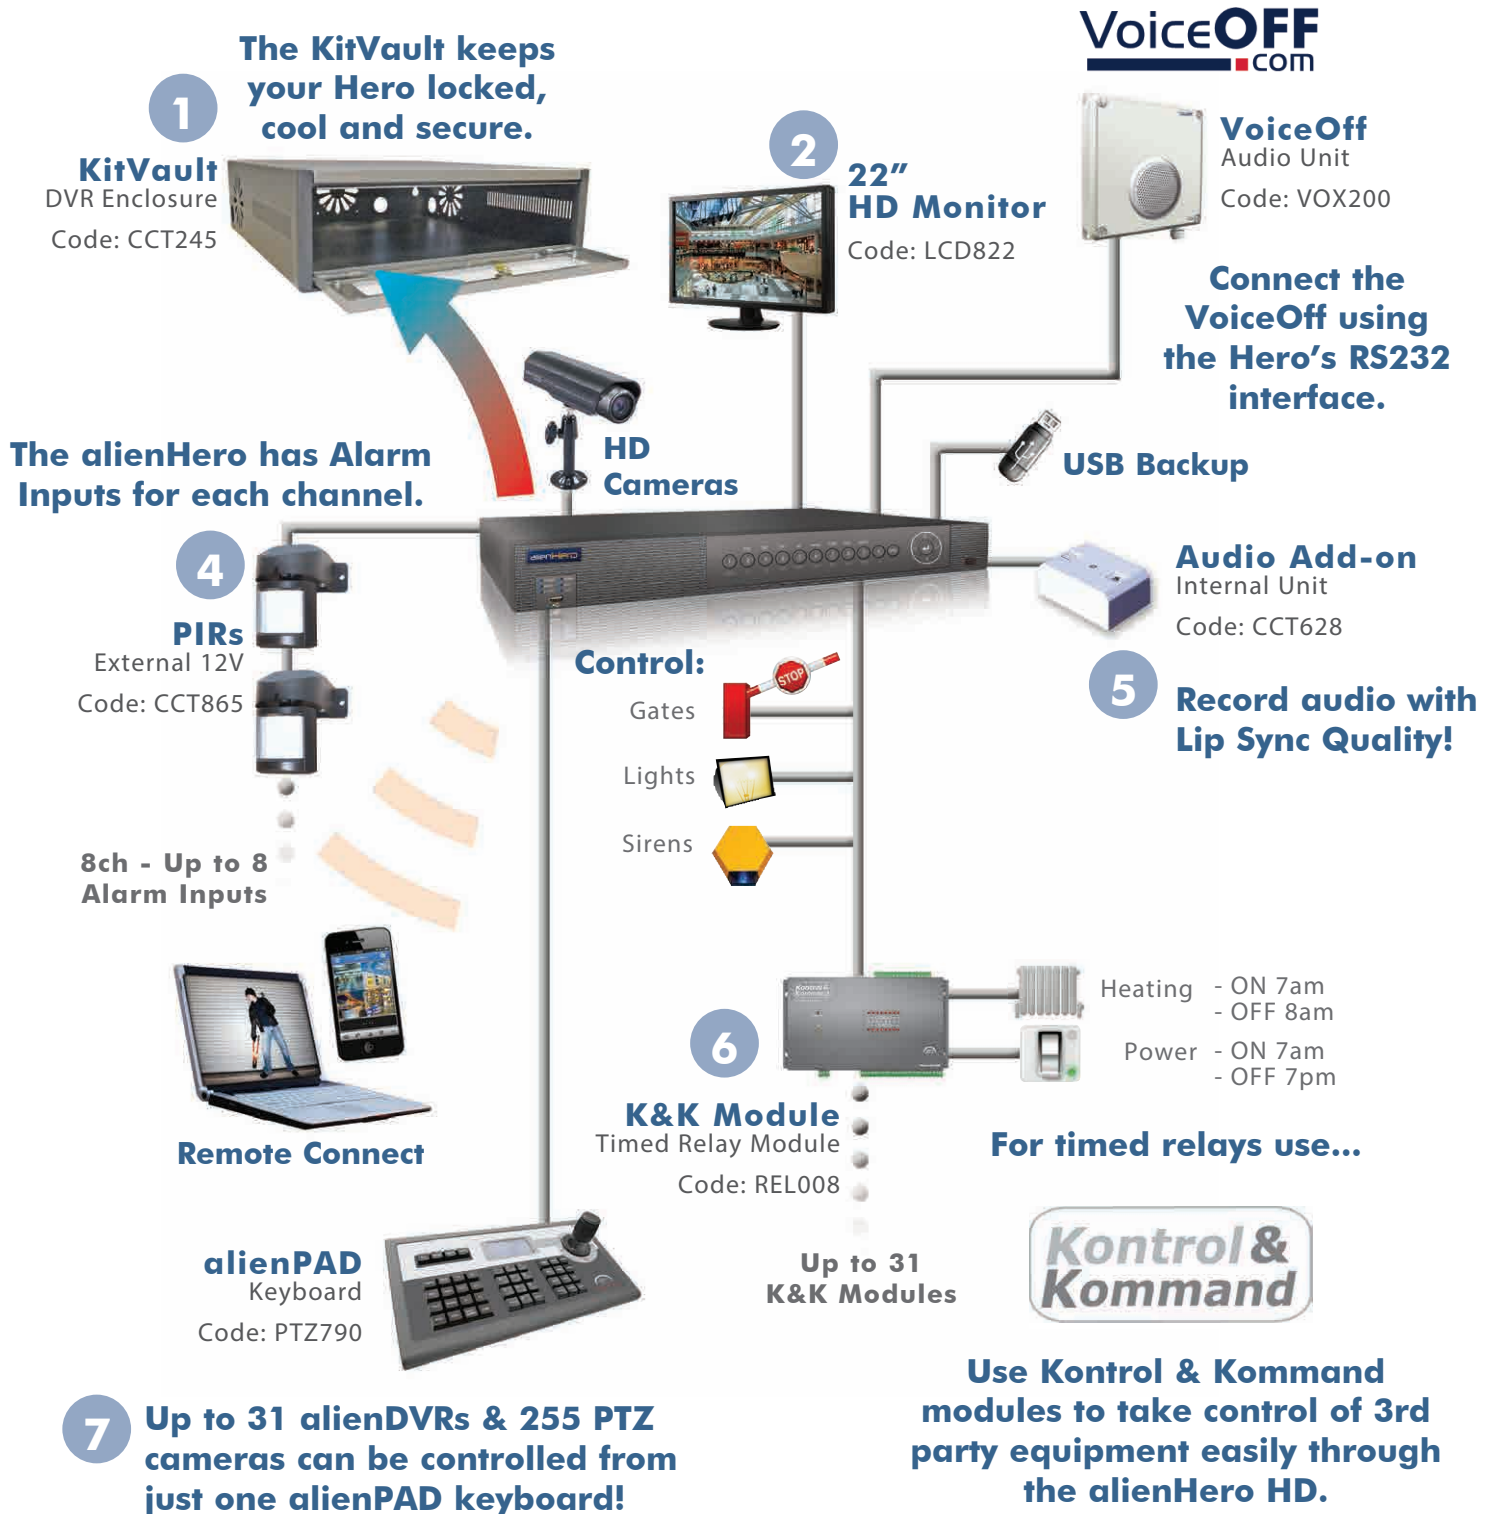 The KitVault keeps
your Hero locked,
cool and secure.
1
KitVault
DVR Enclosure
Code: CCT245
2
22”
HD Monitor
Code: LCD822
VoiceOFF
.com
VoiceOff
Audio Unit
Code: VOX200
Connect the
VoiceOff using
the Hero’s RS232
interface.
HD
Cameras
USB Backup
The alienHero has Alarm
Inputs for each channel.
alienHero
4
PIRs
External 12V
Code: CCT865
8ch - Up to 8
Alarm Inputs
Audio Add-on
Internal Unit
Code: CCT628
5
Record audio with
Lip Sync Quality!
Control:
Gates
STOP
Lights
Sirens
Remote Connect
Kontrol &
Kommand
6
K&K Module
Timed Relay Module
Code: REL008
Heating - ON 7am
- OFF 8am
Power - ON 7am
- OFF 7pm
For timed relays use...
Up to 31
K&K Modules
Kontrol &
Kommand
alienPAD
Keyboard
Code: PTZ790
7
Up to 31 alienDVRs & 255 PTZ
cameras can be controlled from
just one alienPAD keyboard!
Use Kontrol & Kommand
modules to take control of 3rd
party equipment easily through
the alienHero HD.